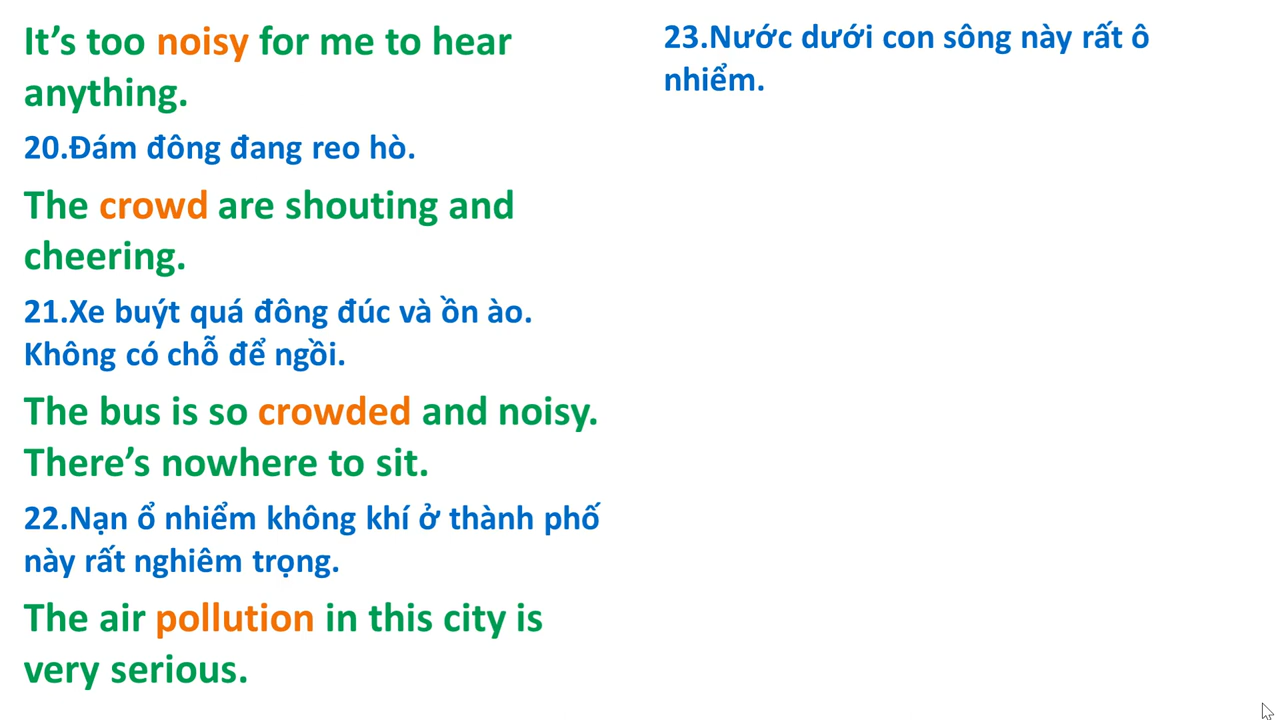 It's too noisy for me to hear
anything.
20.Đám đông đang reo hò.
The crowd are shouting and
cheering.
21.Xe buýt quá đông đúc và ồn ào.
Không có chỗ để ngồi.
The bus is so crowded and noisy.
There's nowhere to sit.
22.Nạn ổ nhiễm không khí ở thành phố
này rất nghiêm trọng.
The air pollution in this city is
very serious.
23.Nước dưới con sông này rất ô
nhiểm.